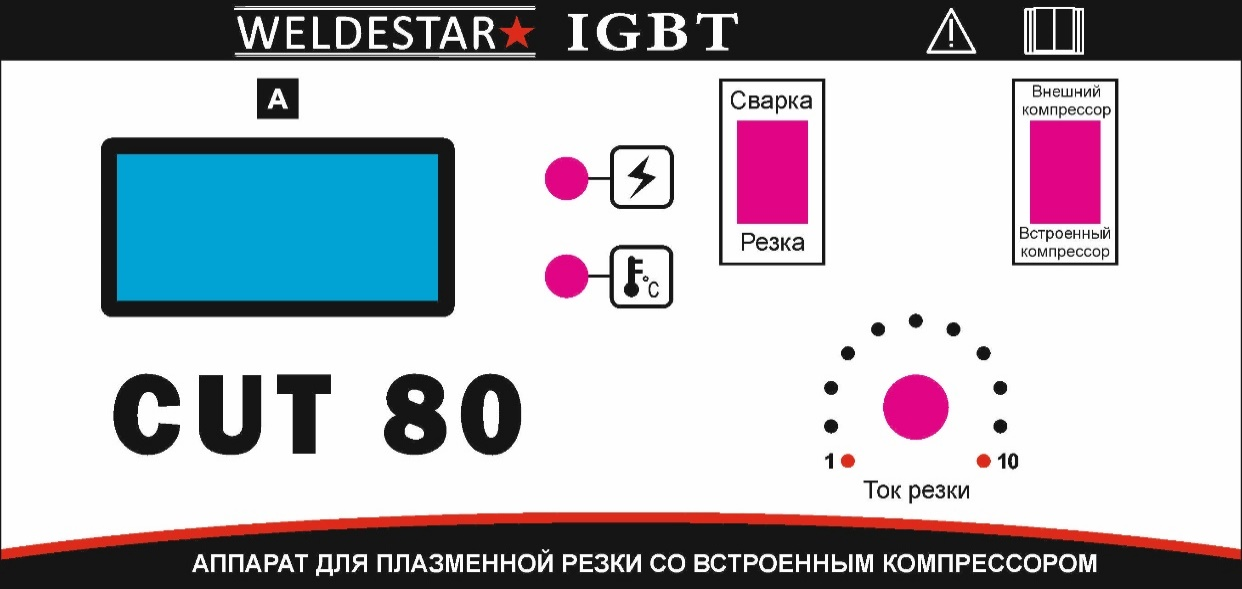 WELDESTAR IGBT
A
Сварка
Резка
Внешний
компрессор
Встроенный
компрессор
°C
CUT 80
1
10
Ток резки
АППАРАТ ДЛЯ ПЛАЗМЕННОЙ РЕЗКИ СО ВСТРОЕННЫМ КОМПРЕССОРОМ